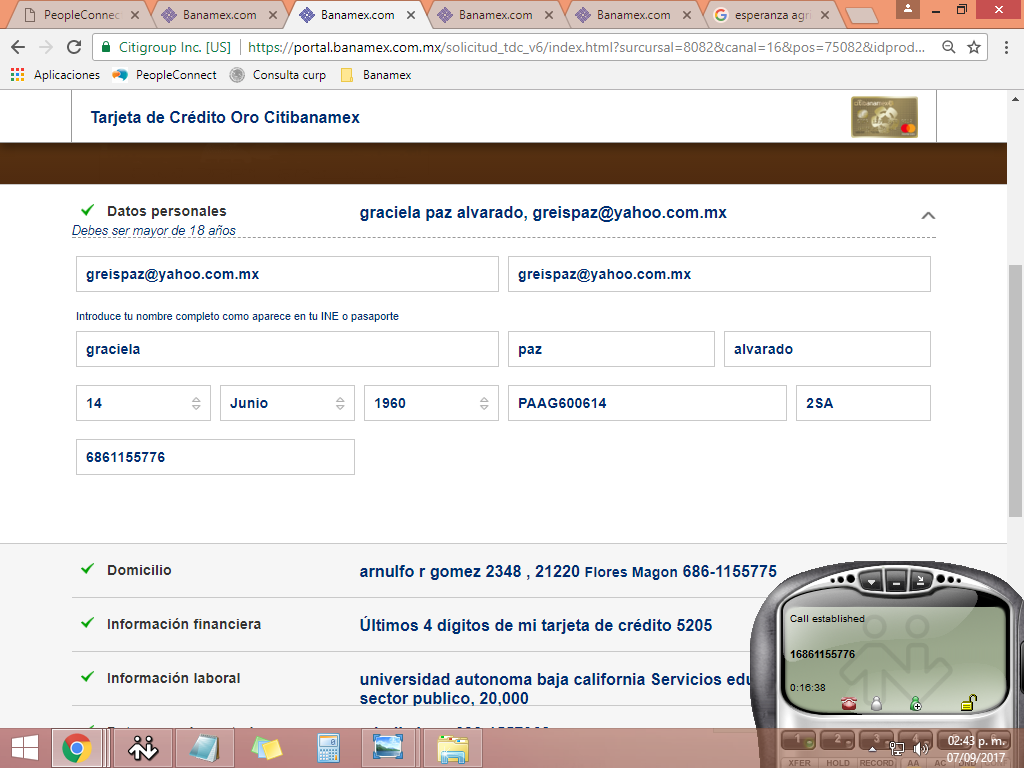 PeopleConnec
Banamex.com
Banamex.com
Banamex.com
Banamex.com
esperanza agr
Citigroup Inc. [US]
https://portal.banamex.com.mx/solicitud_tdc_v6/index.html?surcursal=8082&canal=16&pos=75082&idprod...
Aplicaciones
PeopleConnect
Consulta curp
Banamex
Tarjeta de Crédito Oro Citibanamex
Datos personales
graciela paz alvarado, greispaz@yahoo.com.mx
Debes ser mayor de 18 años
greispaz@yahoo.com.mx
greispaz@yahoo.com.mx
Introduce tu nombre completo como aparece en tu INE o pasaporte
graciela
paz
alvarado
14
Junio
1960
PAAG600614
2SA
6861155776
Domicilio
arnulfo r gomez 2348 , 21220 Flores Magon 686-1155775
Información financiera
Últimos 4 dígitos de mi tarjeta de crédito 5205
Información laboral
universidad autonoma baja california Servicios edu
sector publico, 20,000
Call established
16861155776
0:16:38
1
2
3
4
XFER HOLD RECORD AA AC
02:43 p. m.
07/09/2017